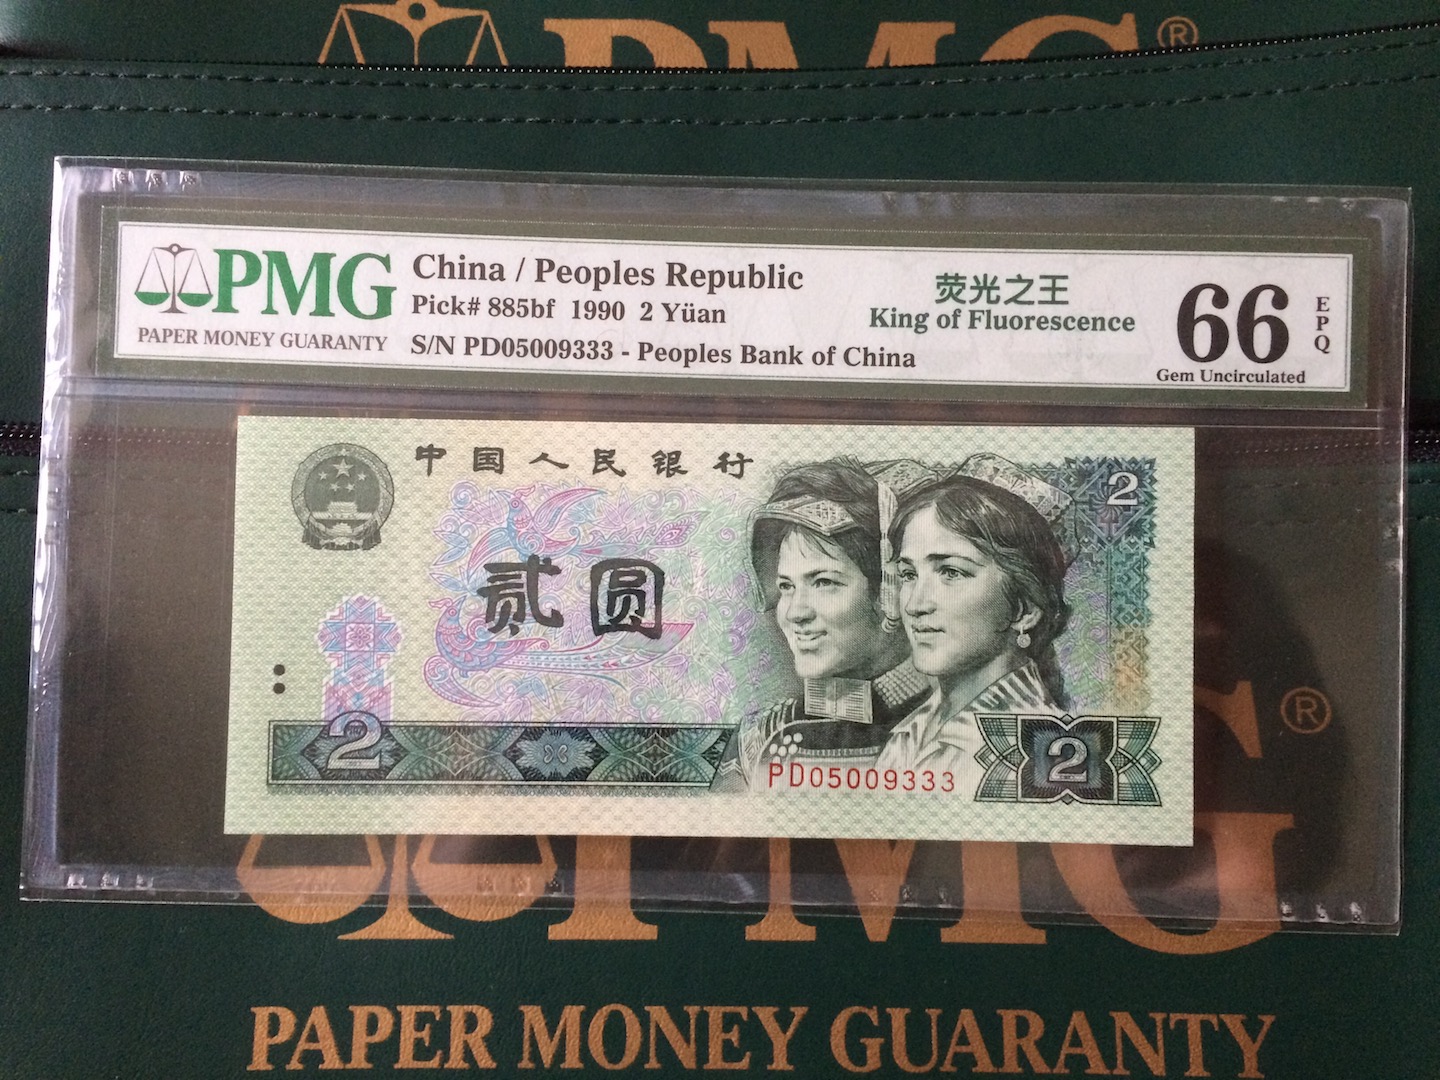 PMG®
PMG
PAPER MONEY GUARANTY
China / Peoples Republic
Pick# 885bf 1990 2 Yüan
S/N PD05009333 - Peoples Bank of China
荧光之王
King of Fluorescence
66
EPQ
Gem Uncirculated
中国人民银行
2
贰圆
2
2
PD05009333
PMG®
PAPER MONEY GUARANTY